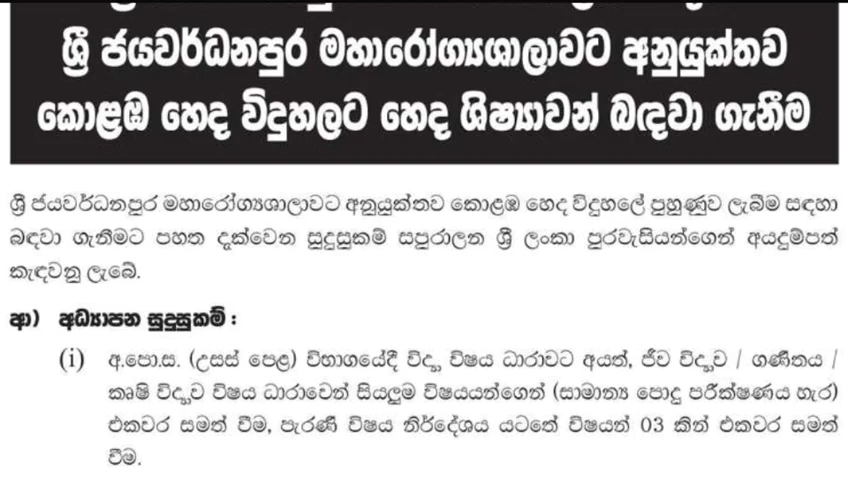 ශ්‍රී ජයවර්ධනපුර මහාරෝග්‍යශාලාවට අනුයුක්තව
කොළඹ හෙද විදුහලට හෙද ශිෂ්‍යාවන් බඳවා ගැනීම
ශ්‍රී ජයවර්ධනපුර මහාරෝග්‍යශාලාවට අනුයුක්තව කොළඹ හෙද විදුහලේ පුහුණුව ලැබීම සඳහා
බඳවා ගැනීමට පහත දැක්වෙන සුදුසුකම් සපුරාලන ශ්‍රී ලංකා පුරවැසියන්ගෙන් අයදුම්පත්
කැඳවනු ලැබේ.
ආ) අධ්‍යාපන සුදුසුකම් :
(i) අ.පො.ස. (උසස් පෙළ) විභාගයේදී විද්‍යා විෂය ධාරාවට අයත්, ජීව විද්‍යාව / ගණිතය /
කෘෂි විද්‍යාව විෂය ධාරාවෙන් සියලුම විෂයයන්ගෙන් (සාමාන්‍ය පොදු පරීක්ෂණය හැර)
එකවර සමත් වීම, පැරණි විෂය නිර්දේශය යටතේ විෂයන් 03 කින් එකවර සමත්
වීම.